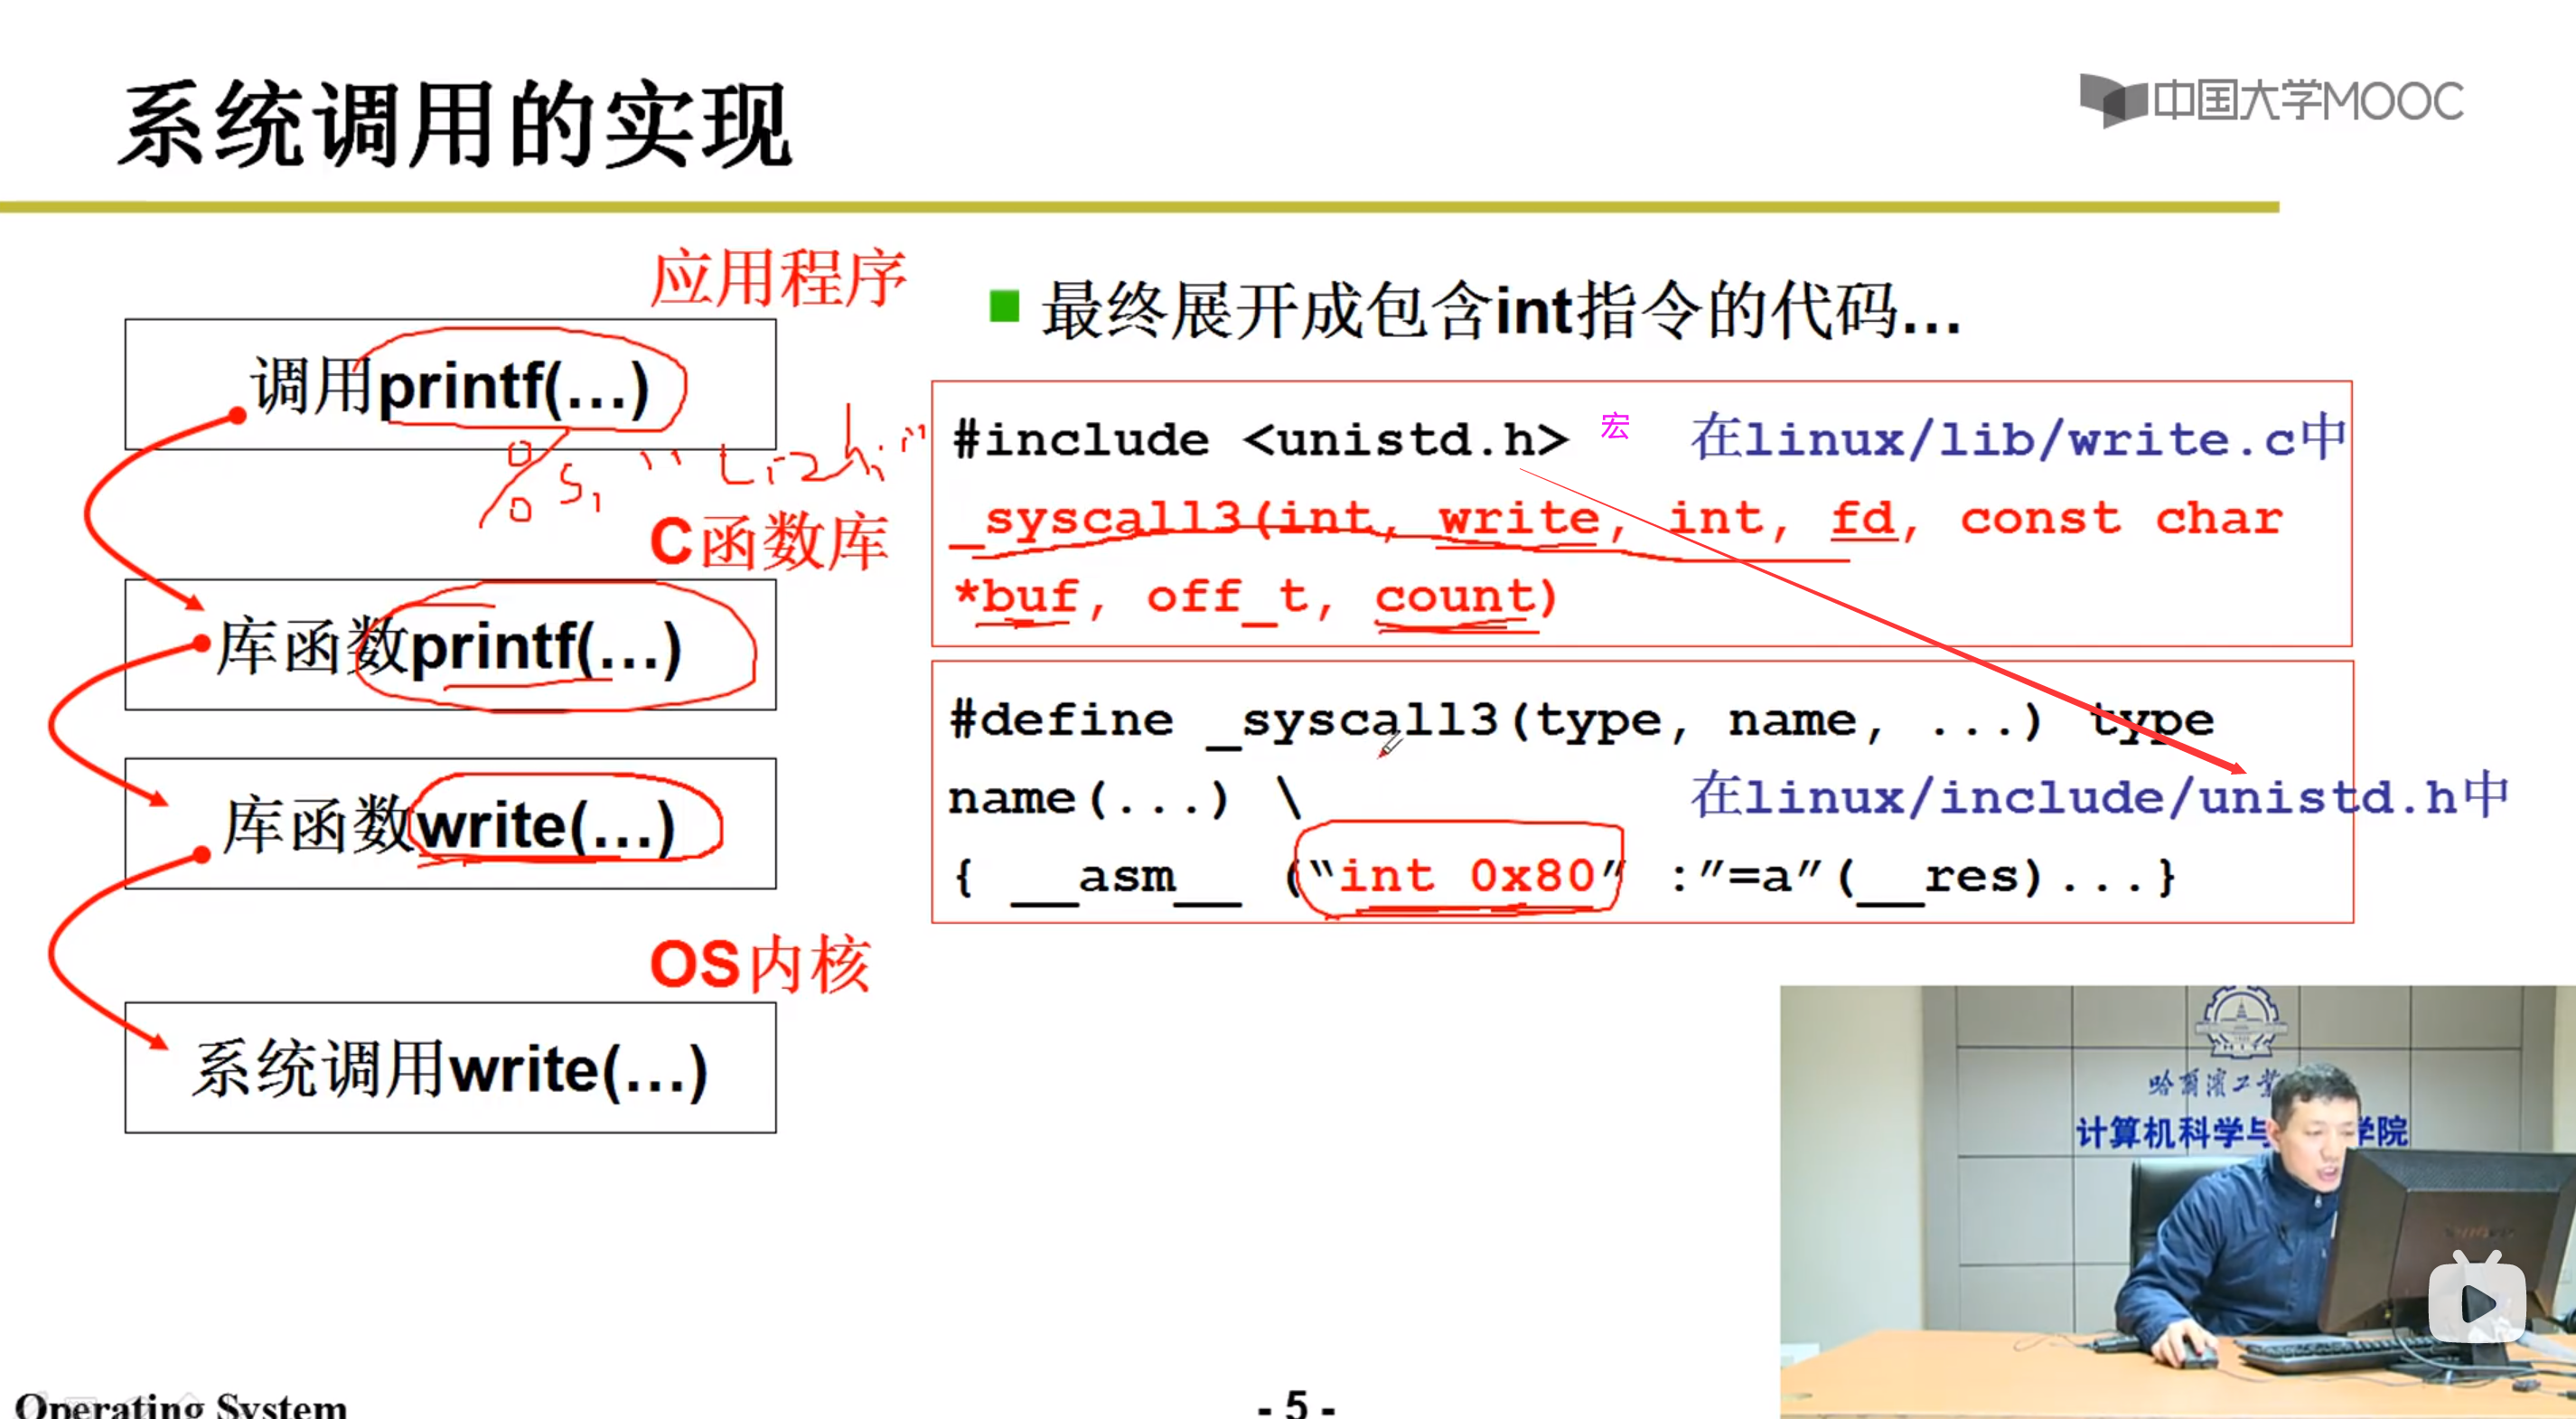 系统调用的实现
中国大学MOOC
应用程序
调用printf(...)
%s, "Lizhi"
C函数库
库函数printf(...)
库函数write(...)
OS内核
系统调用write(...)
最终展开成包含int指令的代码...
#include <unistd.h> 宏 在linux/lib/write.c中
_syscall3(int, write, int, fd, const char
*buf, off_t, count)
#define _syscall3(type, name, ...) type
name(...) \ 在linux/include/unistd.h中
{ __asm__ (“int 0x80” :”=a”(__res)...}
哈尔滨工业
计算机科学与 学院
Operating System
- 5 -